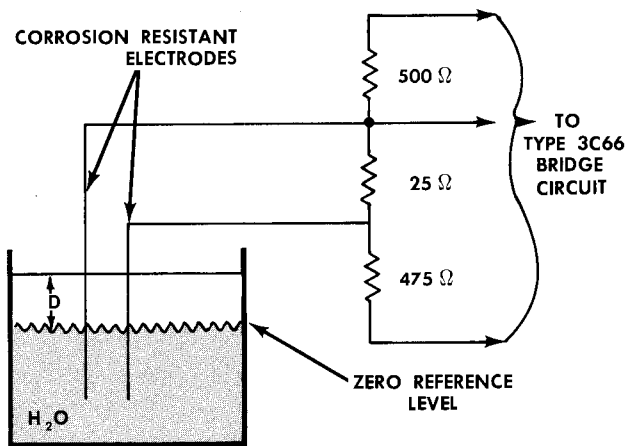 CORROSION RESISTANT
ELECTRODES
500 Ω
TO
TYPE 3C66
BRIDGE
CIRCUIT
25 Ω
475 Ω
D
ZERO REFERENCE
LEVEL
H₂O